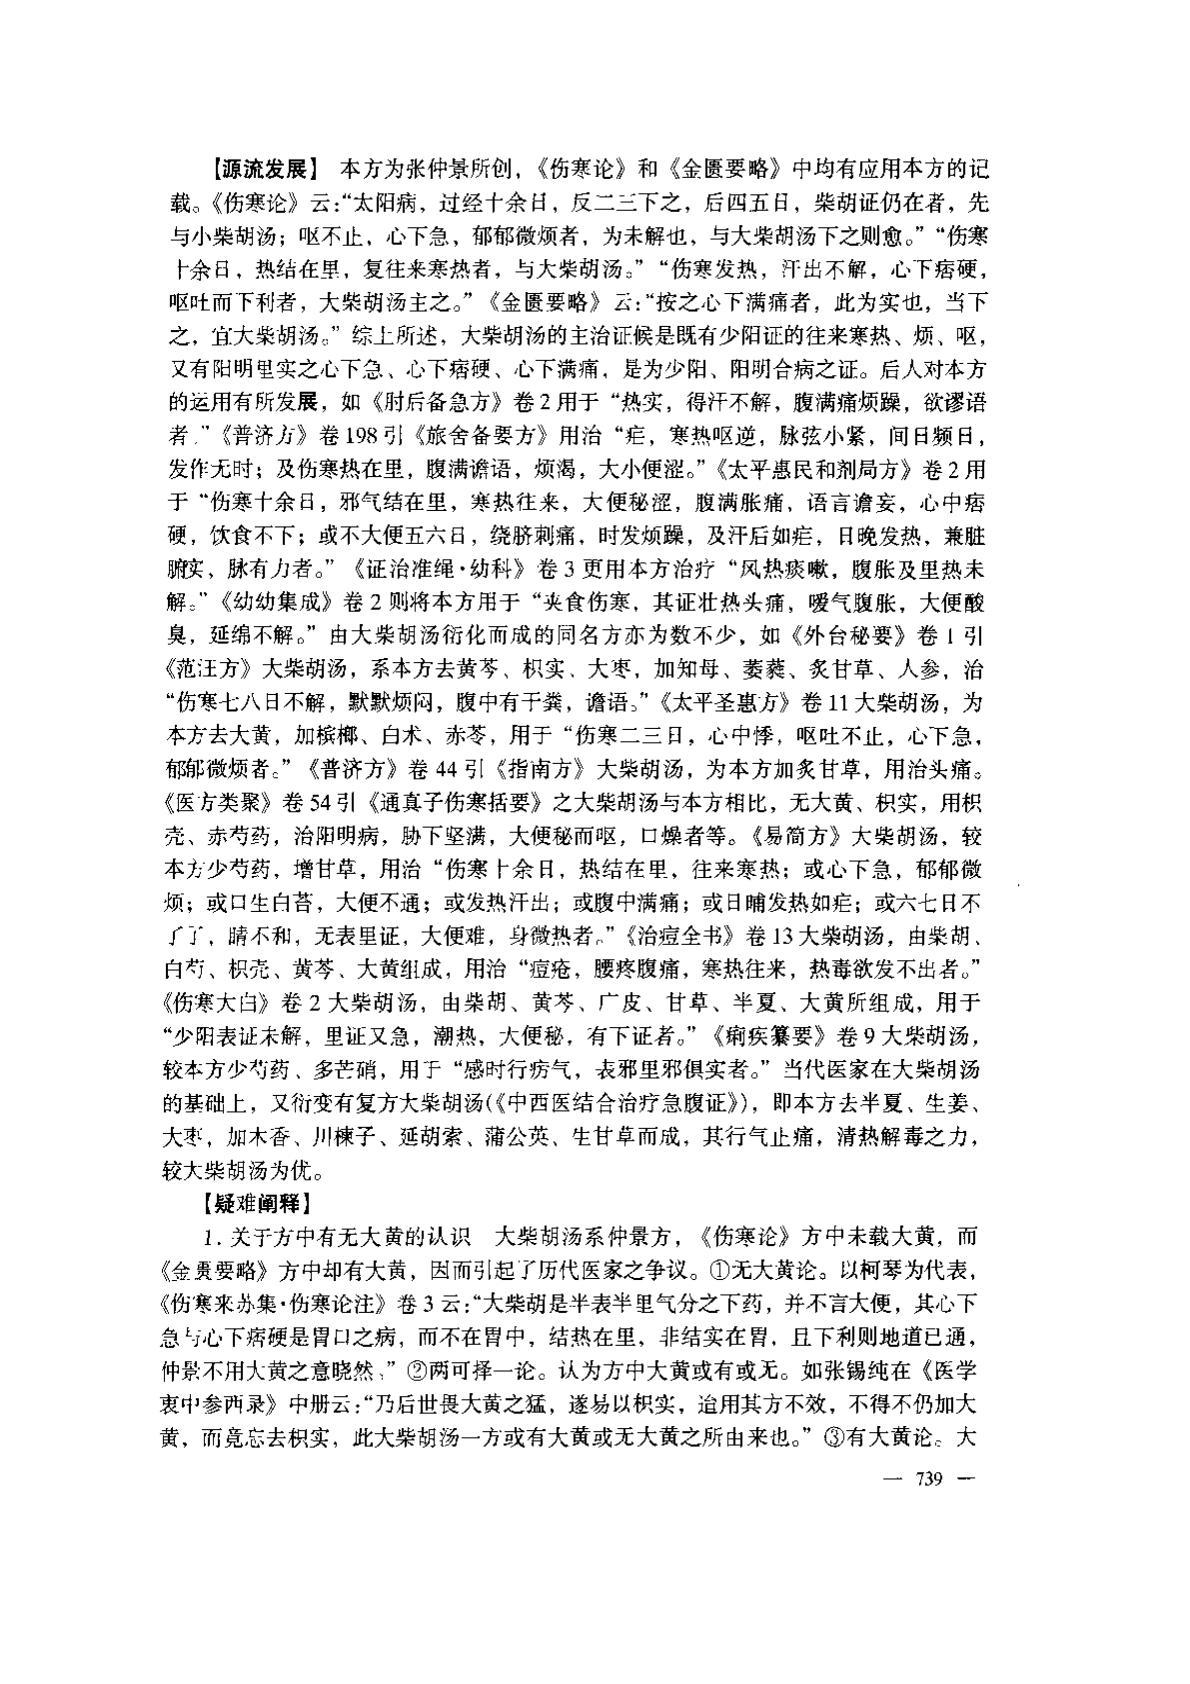 【源流发展】 本方为张仲景所创，《伤寒论》和《金匮要略》中均有应用本方的记
载。《伤寒论》云：“太阳病，过经十余日，反二三下之，后四五日，柴胡证仍在者，先
与小柴胡汤；呕不止，心下急，郁郁微烦者，为未解也，与大柴胡汤下之则愈。”“伤寒
十余日，热结在里，复往来寒热者，与大柴胡汤。”“伤寒发热，汗出不解，心下痞硬，
呕吐而下利者，大柴胡汤主之。”《金匮要略》云：“按之心下满痛者，此为实也，当下
之，宜大柴胡汤。”综上所述，大柴胡汤的主治证候是既有少阳证的往来寒热、烦、呕，
又有阳明里实之心下急、心下痞硬、心下满痛，是为少阳、阳明合病之证。后人对本方
的运用有所发展，如《肘后备急方》卷2用于“热实，得汗不解，腹满痛烦躁，欲谬语
者。”《普济方》卷198引《旅舍备要方》用治“疟，寒热呕逆，脉弦小紧，间日频日，
发作无时；及伤寒热在里，腹满谵语，烦渴，大小便涩。”《太平惠民和剂局方》卷2用
于“伤寒十余日，邪气结在里，寒热往来，大便秘涩，腹满胀痛，语言谵妄，心中痞
硬，饮食不下；或不大便五六日，绕脐刺痛，时发烦躁，及汗后如疟，日晚发热，兼脏
腑实、脉有力者。”《证治准绳·幼科》卷3更用本方治疗“风热痰嗽，腹胀及里热未
解。”《幼幼集成》卷2则将本方用于“夹食伤寒，其证壮热头痛，嗳气腹胀，大便酸
臭，延绵不解。”由大柴胡汤衍化而成的同名方亦为数不少，如《外台秘要》卷1引
《范汪方》大柴胡汤，系本方去黄芩、枳实、大枣，加知母、萎蕤、炙甘草、人参，治
“伤寒七八日不解，默默烦闷，腹中有干粪，谵语。”《太平圣惠方》卷11大柴胡汤，为
本方去大黄，加槟榔、白术、赤苓，用于“伤寒二三日，心中悸，呕吐不止，心下急，
郁郁微烦者。”《普济方》卷44引《指南方》大柴胡汤，为本方加炙甘草，用治头痛。
《医方类聚》卷54引《通真子伤寒括要》之大柴胡汤与本方相比，无大黄、枳实，用枳
壳、赤芍药，治阳明病，胁下坚满，大便秘而呕，口燥者等。《易简方》大柴胡汤，较
本方少芍药，增甘草，用治“伤寒十余日，热结在里，往来寒热；或心下急，郁郁微
烦；或口生白苔，大便不通；或发热汗出；或腹中满痛；或日晡发热如疟；或六七日不
了了，睛不和，无表里证，大便难，身微热者。”《治痘全书》卷13大柴胡汤，由柴胡、
白芍、枳壳、黄芩、大黄组成，用治“痘疮，腰疼腹痛，寒热往来，热毒欲发不出者。”
《伤寒大白》卷2大柴胡汤，由柴胡、黄芩、广皮、甘草、半夏、大黄所组成，用于
“少阳表证未解，里证又急，潮热，大便秘，有下证者。”《痢疾纂要》卷9大柴胡汤，
较本方少芍药、多芒硝，用于“感时行疠气，表邪里邪俱实者。”当代医家在大柴胡汤
的基础上，又衍变有复方大柴胡汤(《中西医结合治疗急腹证》)，即本方去半夏、生姜、
大枣，加木香、川楝子、延胡索、蒲公英、生甘草而成，其行气止痛，清热解毒之力，
较大柴胡汤为优。
【疑难阐释】
1．关于方中有无大黄的认识 大柴胡汤系仲景方，《伤寒论》方中未载大黄，而
《金匮要略》方中却有大黄，因而引起了历代医家之争议。①无大黄论。以柯琴为代表，
《伤寒来苏集·伤寒论注》卷3云：“大柴胡是半表半里气分之下药，并不言大便，其心下
急与心下痞硬是胃口之病，而不在胃中，结热在里，非结实在胃，且下利则地道已通，
仲景不用大黄之意晓然。”②两可择一论。认为方中大黄或有或无。如张锡纯在《医学
衷中参西录》中册云：“乃后世畏大黄之猛，遂易以枳实，迨用其方不效，不得不仍加大
黄，而竟忘去枳实，此大柴胡汤一方或有大黄或无大黄之所由来也。”③有大黄论。大
— 739 —